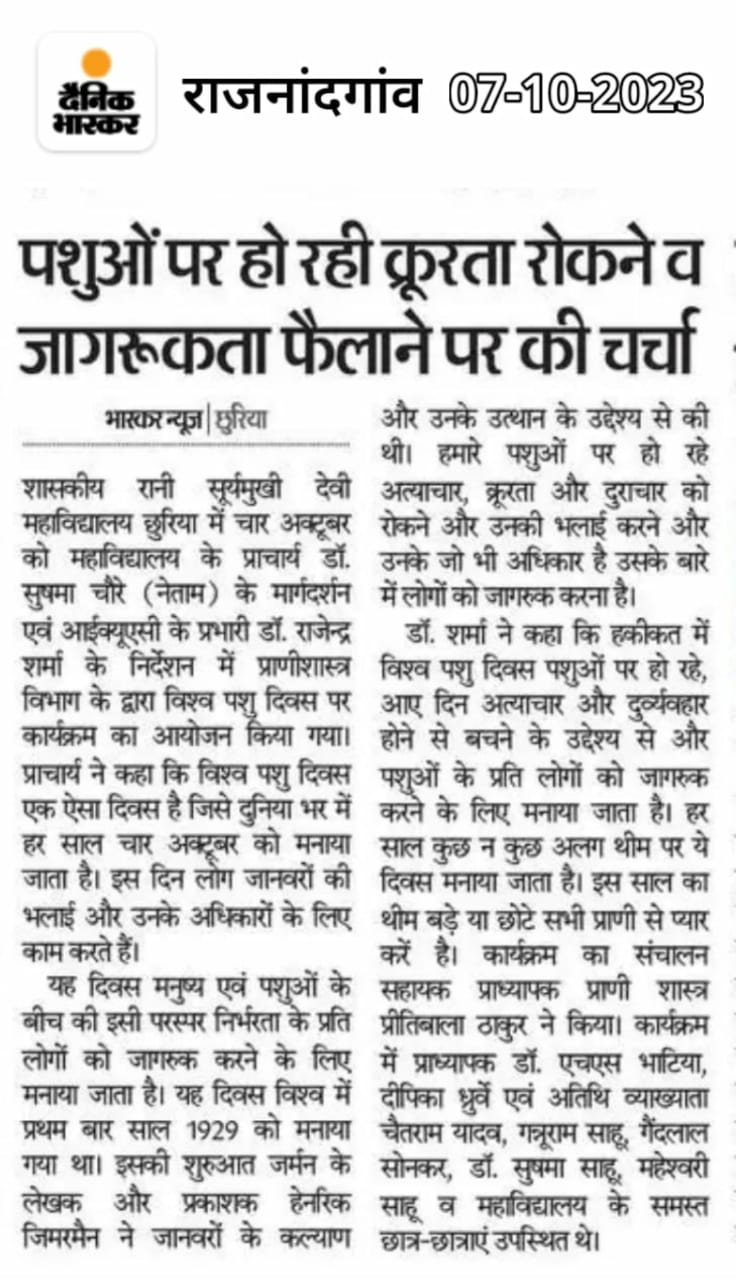 दैनिक
भास्कर
राजनांदगांव 07-10-2023
पशुओं पर हो रही क्रूरता रोकने व
जागरूकता फैलाने पर की चर्चा
भास्कर न्यूज|छुरिया
शासकीय रानी सूर्यमुखी देवी
महाविद्यालय छुरिया में चार अक्टूबर
को महाविद्यालय के प्राचार्य डॉ.
सुषमा चौरे (नेताम) के मार्गदर्शन
एवं आईक्यूएसी के प्रभारी डॉ. राजेन्द्र
शर्मा के निर्देशन में प्राणीशास्त्र
विभाग के द्वारा विश्व पशु दिवस पर
कार्यक्रम का आयोजन किया गया।
प्राचार्य ने कहा कि विश्व पशु दिवस
एक ऐसा दिवस है जिसे दुनिया भर में
हर साल चार अक्टूबर को मनाया
जाता है। इस दिन लोग जानवरों की
भलाई और उनके अधिकारों के लिए
काम करते हैं।
यह दिवस मनुष्य एवं पशुओं के
बीच की इसी परस्पर निर्भरता के प्रति
लोगों को जागरुक करने के लिए
मनाया जाता है। यह दिवस विश्व में
प्रथम बार साल 1929 को मनाया
गया था। इसकी शुरुआत जर्मन के
लेखक और प्रकाशक हेनरिक
जिमरमैन ने जानवरों के कल्याण
और उनके उत्थान के उद्देश्य से की
थी। हमारे पशुओं पर हो रहे
अत्याचार, क्रूरता और दुराचार को
रोकने और उनकी भलाई करने और
उनके जो भी अधिकार है उसके बारे
में लोगों को जागरुक करना है।
डॉ. शर्मा ने कहा कि हकीकत में
विश्व पशु दिवस पशुओं पर हो रहे,
आए दिन अत्याचार और दुर्व्यवहार
होने से बचने के उद्देश्य से और
पशुओं के प्रति लोगों को जागरुक
करने के लिए मनाया जाता है। हर
साल कुछ न कुछ अलग थीम पर ये
दिवस मनाया जाता है। इस साल का
थीम बड़े या छोटे सभी प्राणी से प्यार
करें है। कार्यक्रम का संचालन
सहायक प्राध्यापक प्राणी शास्त्र
प्रीतिबाला ठाकुर ने किया। कार्यक्रम
में प्राध्यापक डॉ. एचएस भाटिया,
दीपिका ध्रुर्वे एवं अतिथि व्याख्याता
चैतराम यादव, गन्नूराम साहू, गैंदलाल
सोनकर, डॉ. सुषमा साहू, महेश्वरी
साहू व महाविद्यालय के समस्त
छात्र-छात्राएं उपस्थित थे।